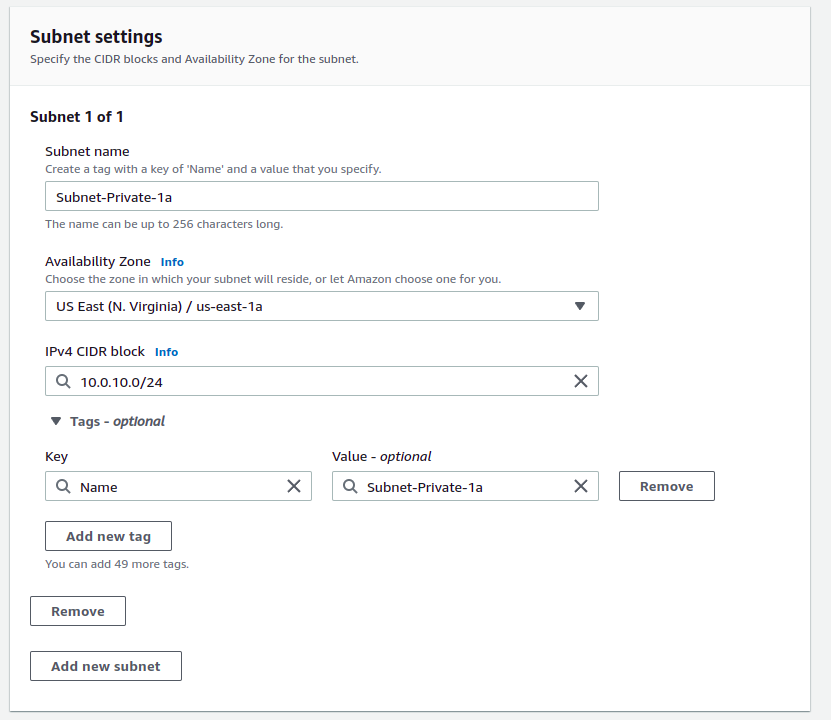 Subnet settings
Specify the CIDR blocks and Availability Zone for the subnet.
Subnet 1 of 1
Subnet name
Create a tag with a key of 'Name' and a value that you specify.
Subnet-Private-1a
The name can be up to 256 characters long.
Availability Zone Info
Choose the zone in which your subnet will reside, or let Amazon choose one for you.
US East (N. Virginia) / us-east-1a
IPv4 CIDR block Info
10.0.10.0/24
Tags - optional
Key Value - optional
Name Subnet-Private-1a Remove
Add new tag
You can add 49 more tags.
Remove
Add new subnet